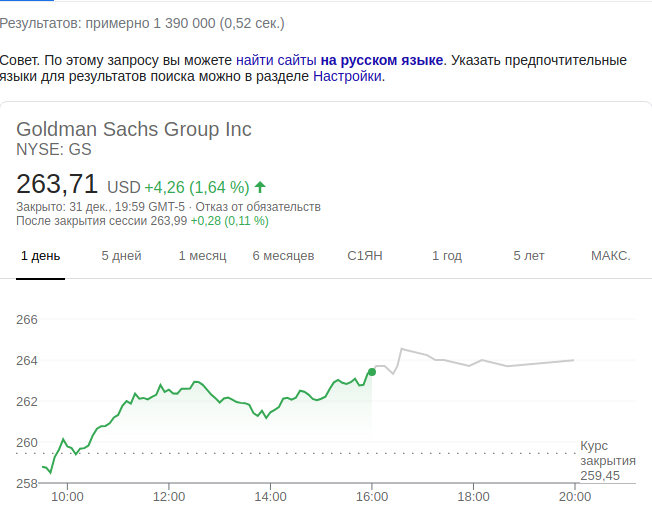 Результатов: примерно 1 390 000 (0,52 сек.)
Совет. По этому запросу вы можете найти сайты на русском языке. Указать предпочтительные
языки для результатов поиска можно в разделе Настройки.
Goldman Sachs Group Inc
NYSE: GS
263,71 USD +4,26 (1,64 %)
Закрыто: 31 дек., 19:59 GMT-5 · Отказ от обязательств
После закрытия сессии 263,99 +0,28 (0,11 %)
1 день 5 дней 1 месяц 6 месяцев С1ЯН 1 год 5 лет МАКС.
266
264
262
260
Курс
закрытия
259,45
258
10:00 12:00 14:00 16:00 18:00 20:00